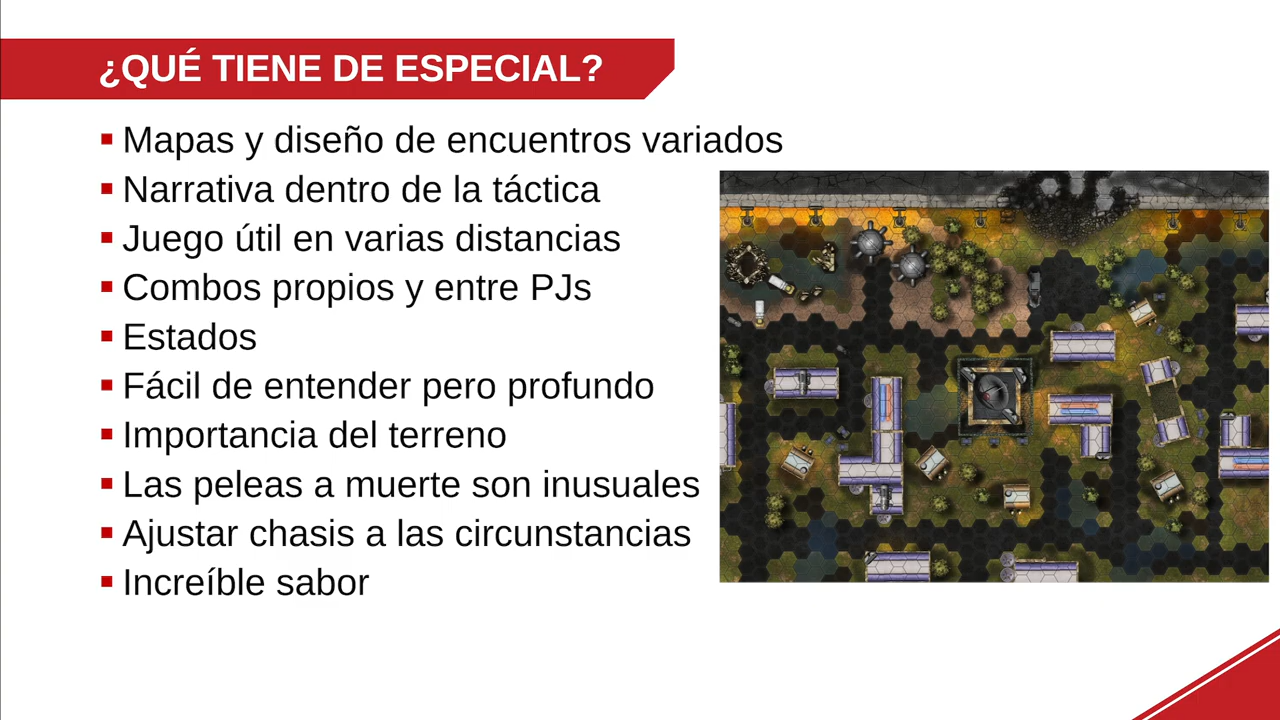 ¿QUÉ TIENE DE ESPECIAL?
Mapas y diseño de encuentros variados
Narrativa dentro de la táctica
Juego útil en varias distancias
Combos propios y entre PJs
Estados
Fácil de entender pero profundo
Importancia del terreno
Las peleas a muerte son inusuales
Ajustar chasis a las circunstancias
Increíble sabor